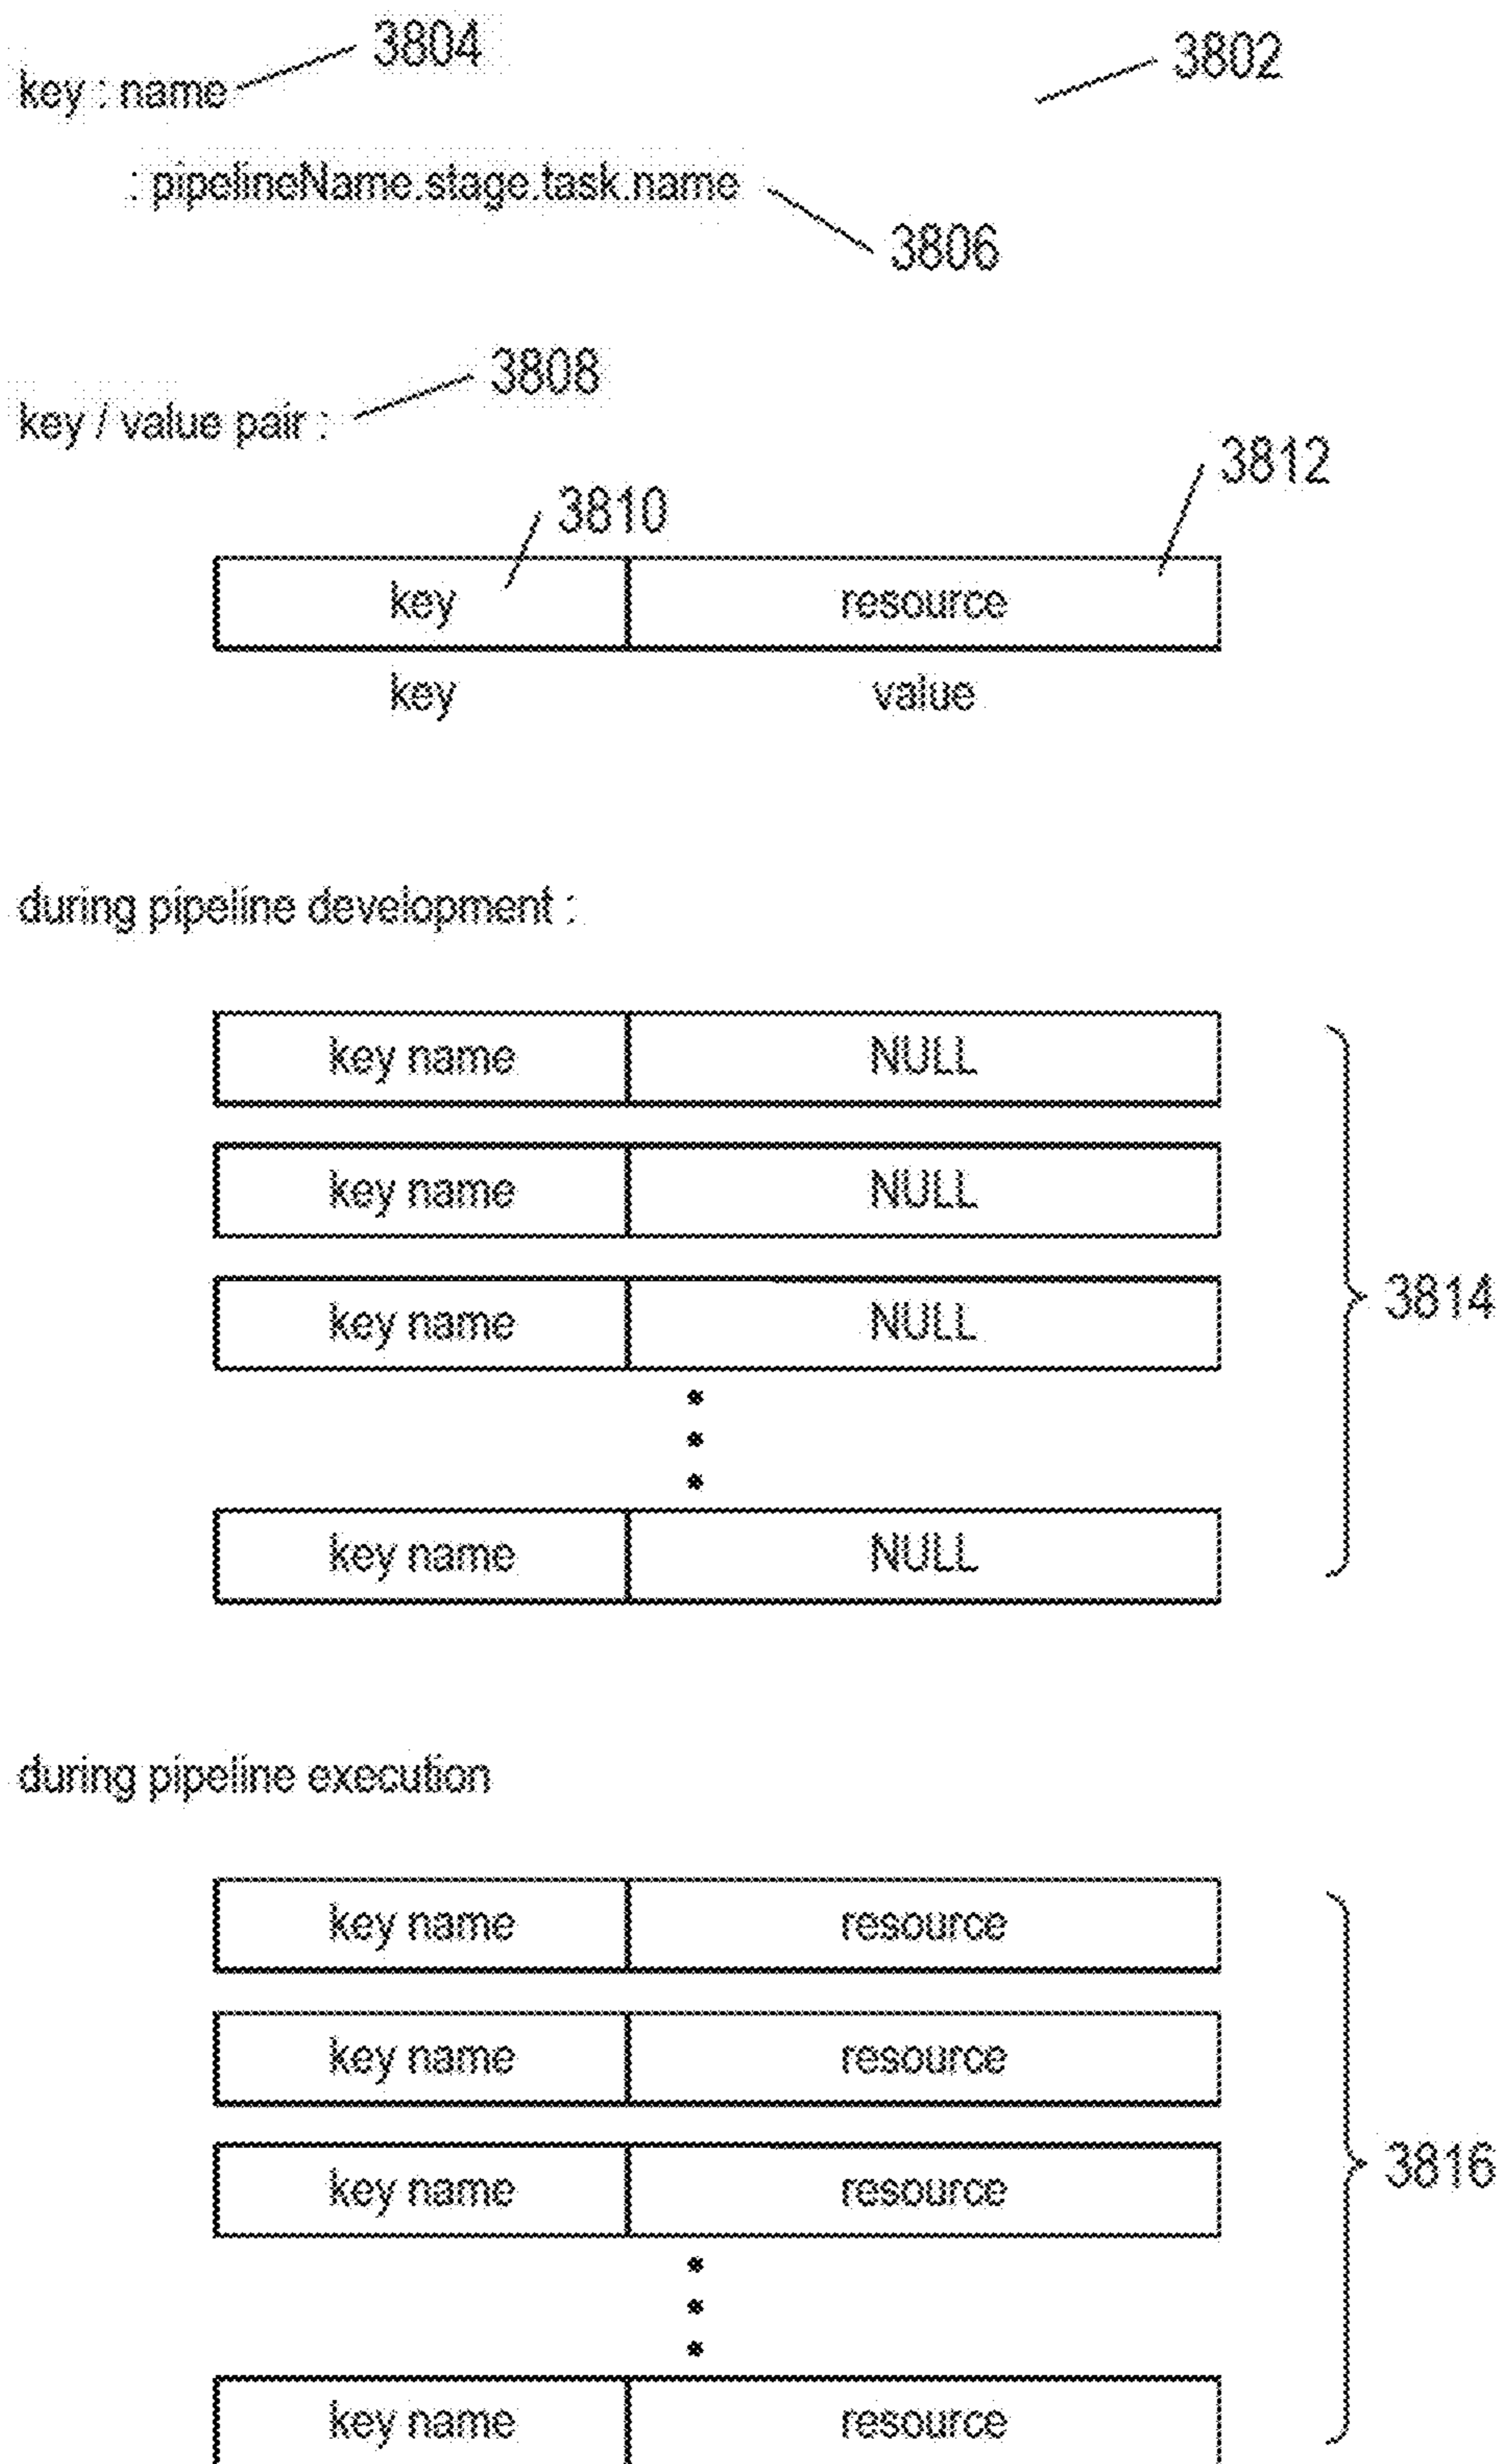 3804
3802
key : name
: pipelineName.stage.task.name
3806
3808
key / value pair :
3812
3810
key resource
key value
during pipeline development :
key name NULL
key name NULL
key name NULL
3814
key name NULL
during pipeline execution
key name resource
key name resource
key name resource
3816
key name resource